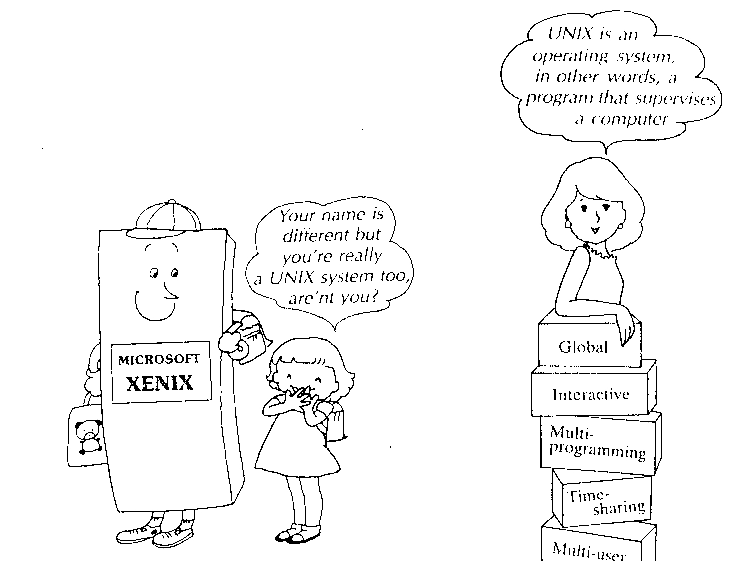 UNIX is an
operating system,
in other words, a
program that supervises
a computer
Your name is
different but
you're really
a UNIX system too,
are'nt you?
MICROSOFT
XENIX
Global
Interactive
Multi-
programming
Time-
sharing
Multi-user